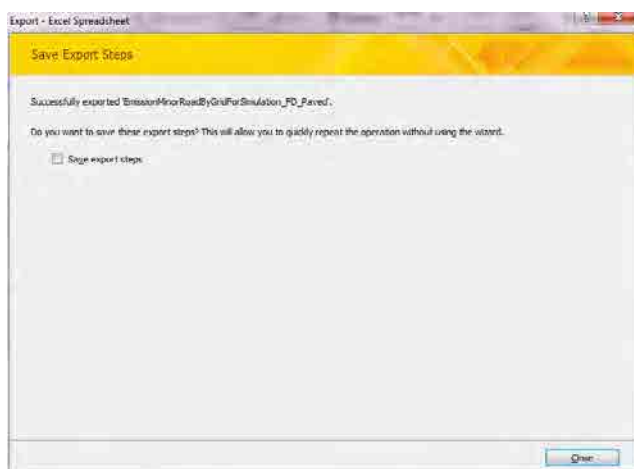 Export - Excel Spreadsheet
Save Export Steps
Successfully exported 'EmissionMinorRoadByGridForSimulation_FD_Paved'.
Do you want to save these export steps? This will allow you to quickly repeat the operation without using the wizard.
Save export steps
Close